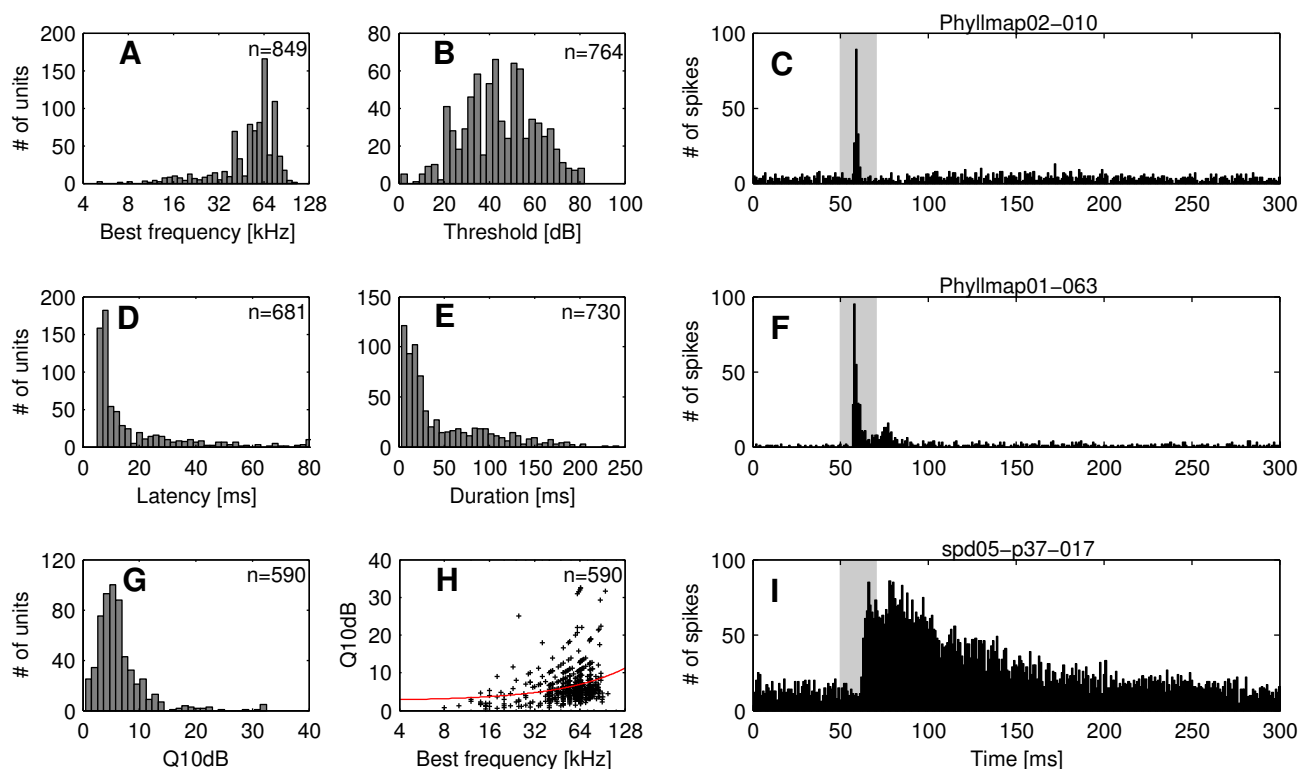 A
n=849
200
150
100
50
0
# of units
4 8 16 32 64 128
Best frequency [kHz]
B
n=764
80
60
40
20
0
0 20 40 60 80 100
Threshold [dB]
Phyllmap02−010
C
100
50
0
# of spikes
0 50 100 150 200 250 300
D
n=681
200
150
100
50
0
# of units
0 20 40 60 80
Latency [ms]
E
n=730
150
100
50
0
0 50 100 150 200 250
Duration [ms]
Phyllmap01−063
F
100
50
0
# of spikes
0 50 100 150 200 250 300
G
n=590
120
80
40
0
# of units
0 10 20 30 40
Q10dB
H
n=590
40
30
20
10
0
Q10dB
4 8 16 32 64 128
Best frequency [kHz]
spd05−p37−017
I
100
50
0
# of spikes
0 50 100 150 200 250 300
Time [ms]